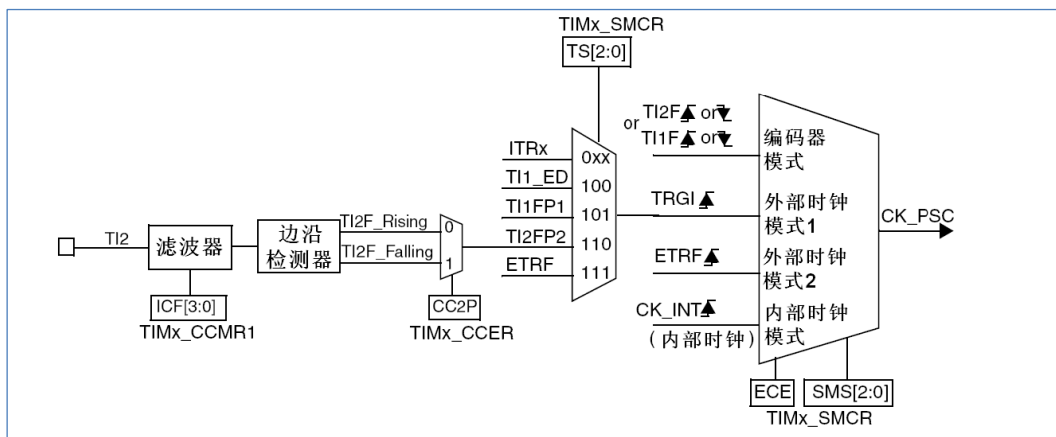 TIMx_SMCR
TS[2:0]
or TI2F or
TI1F or
编码器
模式
ITRx
0xx
TI1_ED
100
TI1FP1
101
TI2FP2
110
ETRF
111
TRGI
外部时钟
模式1
CK_PSC
ETRF
外部时钟
模式2
CK_INT
（内部时钟）
内部时钟
模式
TI2
滤波器
边沿
检测器
TI2F_Rising
0
TI2F_Falling
1
ICF[3:0]
TIMx_CCMR1
CC2P
TIMx_CCER
ECE
SMS[2:0]
TIMx_SMCR